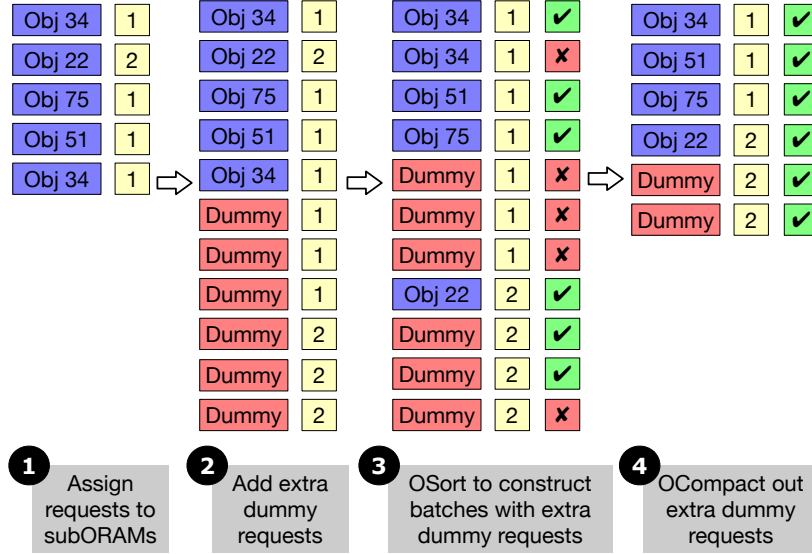 Obj 34 1
Obj 22 2
Obj 75 1
Obj 51 1
Obj 34 1
Obj 34 1
Obj 22 2
Obj 75 1
Obj 51 1
Obj 34 1
Dummy 1
Dummy 1
Dummy 1
Dummy 2
Dummy 2
Dummy 2
Obj 34 1 ✔
Obj 34 1 ✘
Obj 51 1 ✔
Obj 75 1 ✔
Dummy 1 ✘
Dummy 1 ✘
Dummy 1 ✘
Obj 22 2 ✔
Dummy 2 ✔
Dummy 2 ✔
Dummy 2 ✘
Obj 34 1 ✔
Obj 51 1 ✔
Obj 75 1 ✔
Obj 22 2 ✔
Dummy 2 ✔
Dummy 2 ✔
1
Assign
requests to
subORAMs
2
Add extra
dummy
requests
3
OSort to construct
batches with extra
dummy requests
4
OCompact out
extra dummy
requests